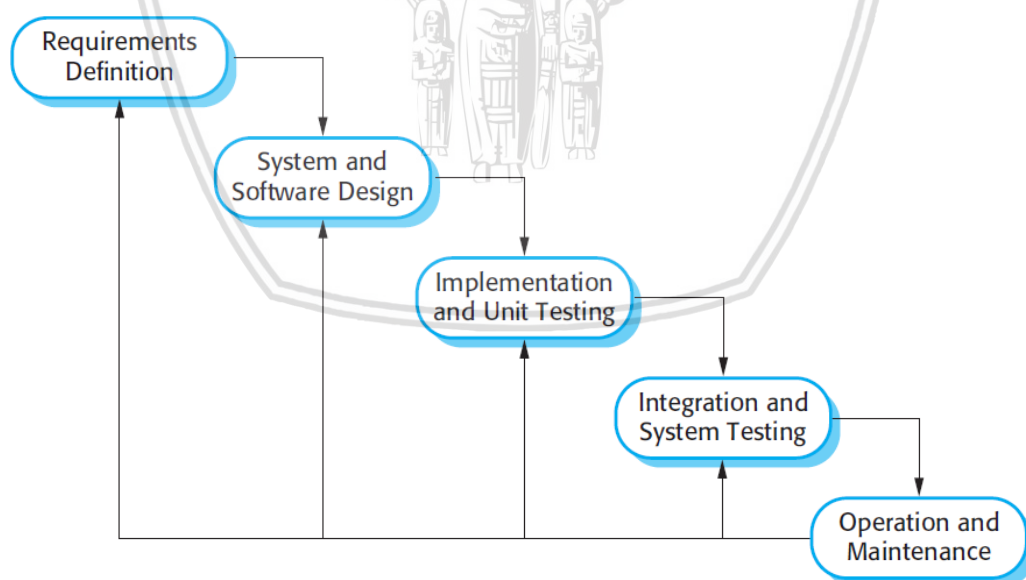 Requirements
Definition
System and
Software Design
Implementation
and Unit Testing
Integration and
System Testing
Operation and
Maintenance